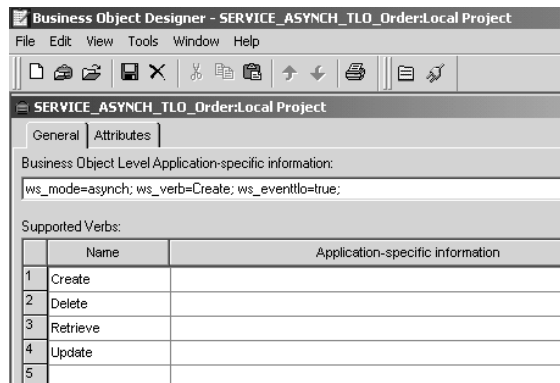 Business Object Designer - SERVICE_ASYNCH_TLO_Order:Local Project
File Edit View Tools Window Help
SERVICE_ASYNCH_TLO_Order:Local Project
General Attributes
Business Object Level Application-specific information:
ws_mode=asynch; ws_verb=Create; ws_eventtlo=true;
Supported Verbs:
Name Application-specific information
1 Create
2 Delete
3 Retrieve
4 Update
5